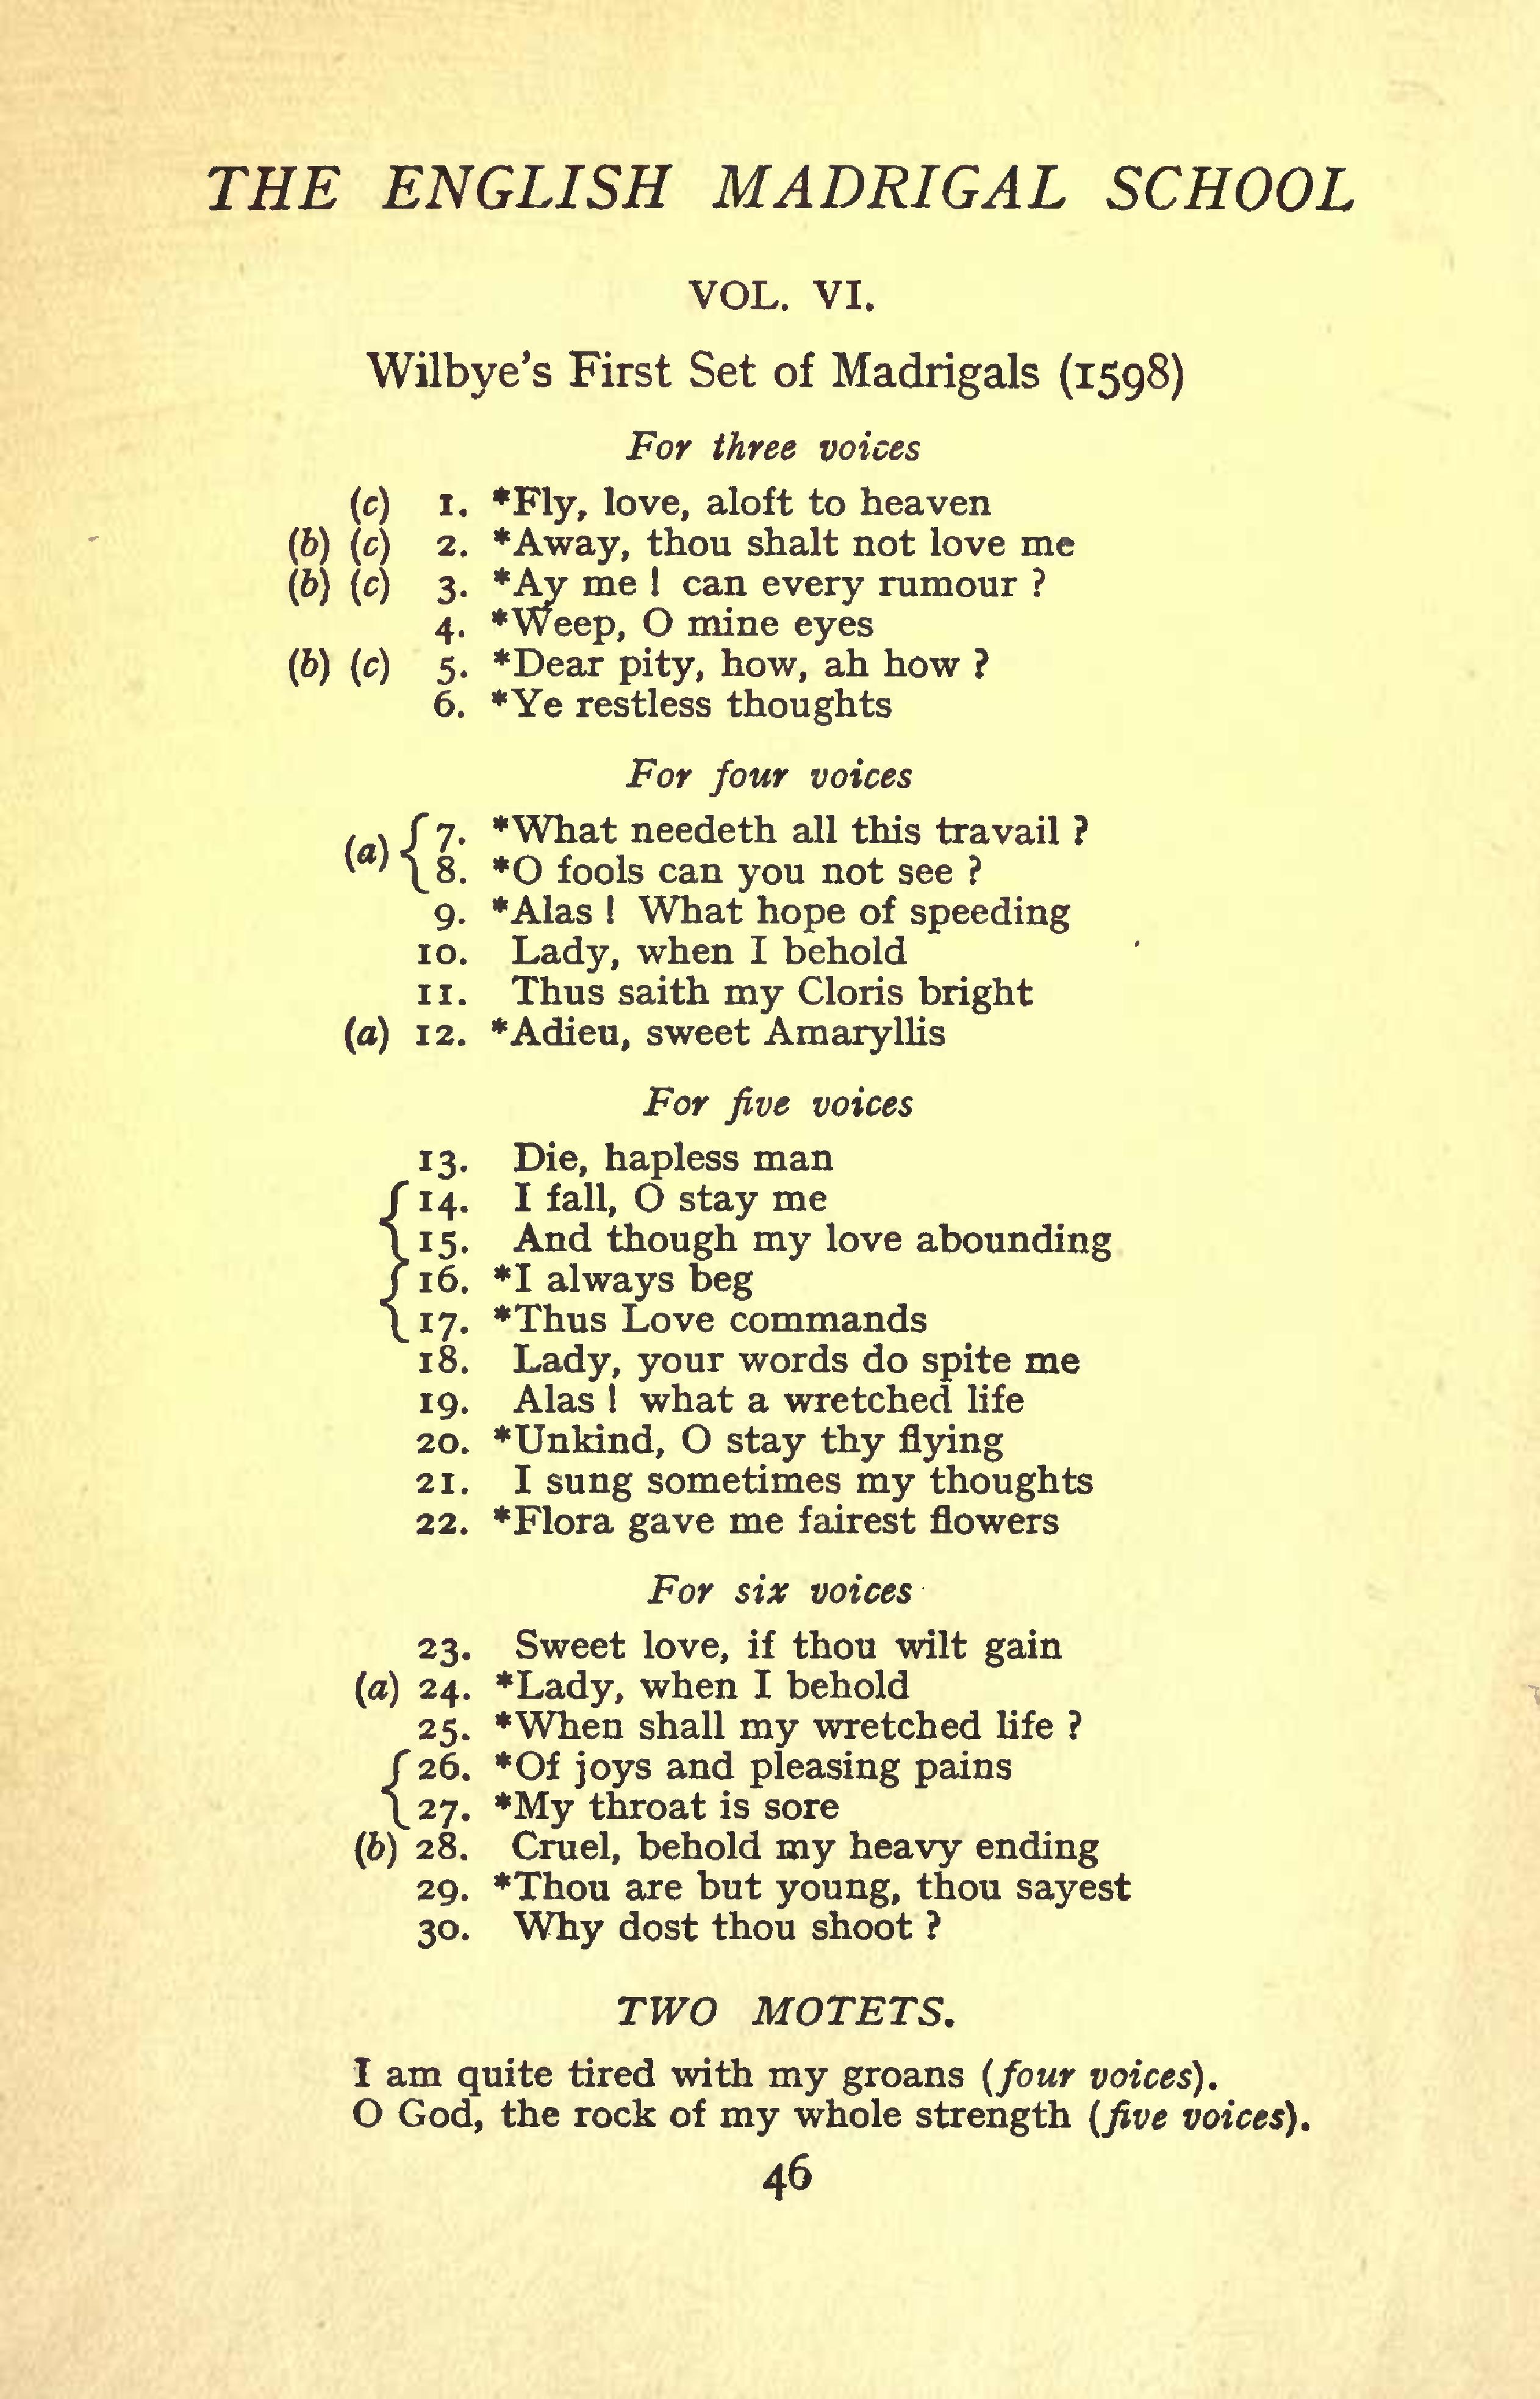 THE ENGLISH MADRIGAL SCHOOL
VOL. VI.
Wilbye's First Set of Madrigals (1598)
For three voices
(c) 1. *Fly, love, aloft to heaven
(b) (c) 2. *Away, thou shalt not love me
(b) (c) 3. *Ay me ! can every rumour ?
4. *Weep, O mine eyes
(b) (c) 5. *Dear pity, how, ah how ?
6. *Ye restless thoughts
For four voices
(a) { 7. *What needeth all this travail ?
8. *O fools can you not see ?
9. *Alas ! What hope of speeding
10. Lady, when I behold
11. Thus saith my Cloris bright
(a) 12. *Adieu, sweet Amaryllis
For five voices
13. Die, hapless man
{ 14. I fall, O stay me
15. And though my love abounding
{ 16. *I always beg
17. *Thus Love commands
18. Lady, your words do spite me
19. Alas ! what a wretched life
20. *Unkind, O stay thy flying
21. I sung sometimes my thoughts
22. *Flora gave me fairest flowers
For six voices
23. Sweet love, if thou wilt gain
(a) 24. *Lady, when I behold
25. *When shall my wretched life ?
{ 26. *Of joys and pleasing pains
27. *My throat is sore
(b) 28. Cruel, behold my heavy ending
29. *Thou are but young, thou sayest
30. Why dost thou shoot ?
TWO MOTETS.
I am quite tired with my groans (four voices).
O God, the rock of my whole strength (five voices).
46